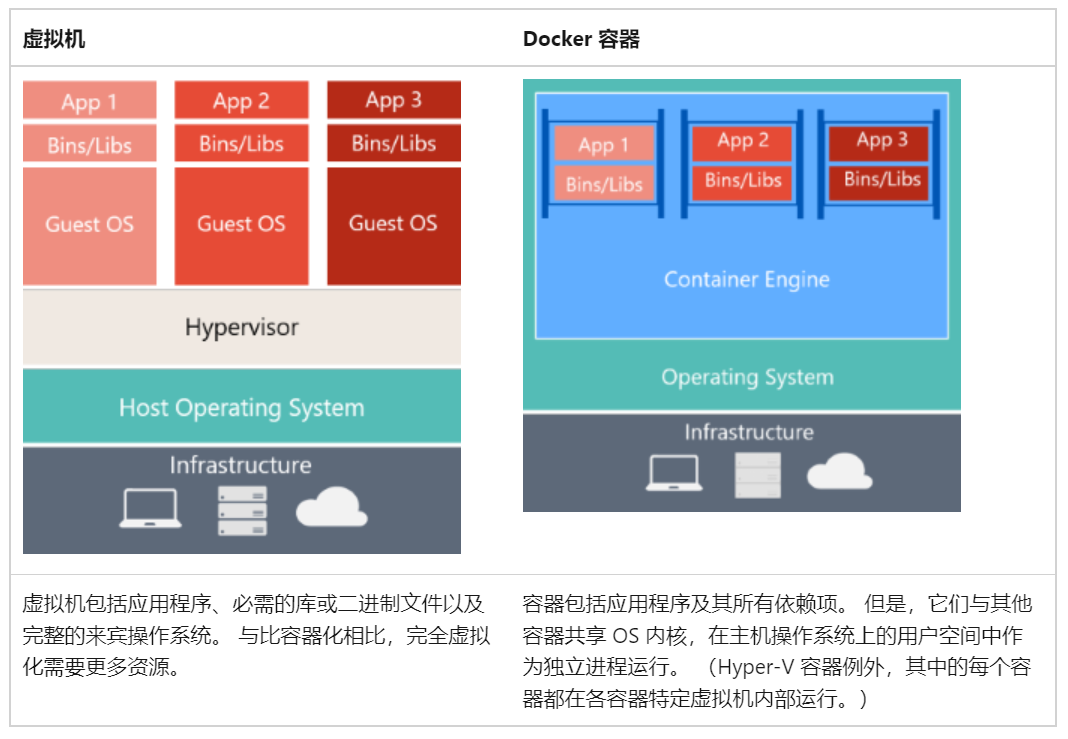 虚拟机
Docker 容器
App 1
App 2
App 3
Bins/Libs
Bins/Libs
Bins/Libs
Guest OS
Guest OS
Guest OS
Hypervisor
Host Operating System
Infrastructure
App 1
App 2
App 3
Bins/Libs
Bins/Libs
Bins/Libs
Container Engine
Operating System
Infrastructure
虚拟机包括应用程序、必需的库或二进制文件以及
完整的来宾操作系统。 与比容器化相比，完全虚拟
化需要更多资源。
容器包括应用程序及其所有依赖项。 但是，它们与其他
容器共享 OS 内核，在主机操作系统上的用户空间中作
为独立进程运行。 （Hyper-V 容器例外，其中的每个容
器都在各容器特定虚拟机内部运行。）